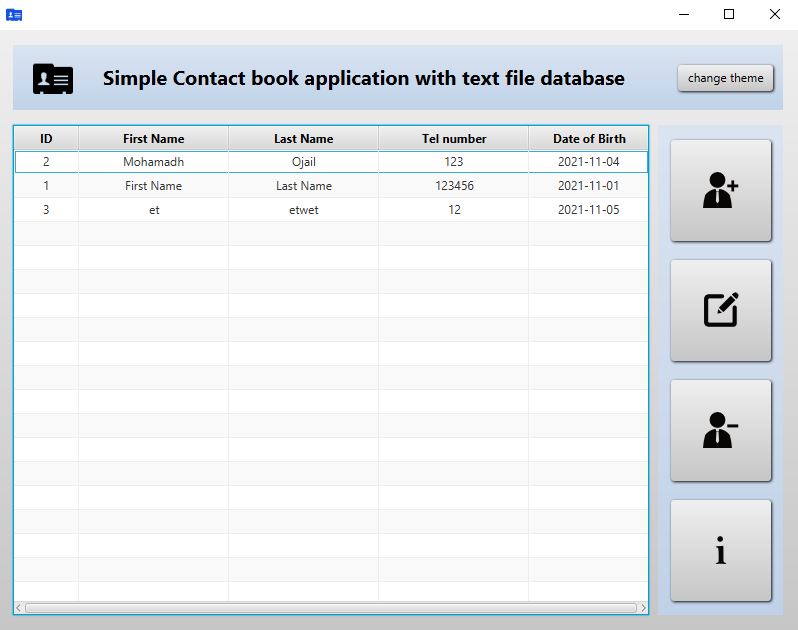 Simple Contact book application with text file database
change theme
ID First Name Last Name Tel number Date of Birth
2 Mohamadh Ojail 123 2021-11-04
1 First Name Last Name 123456 2021-11-01
3 et etwet 12 2021-11-05